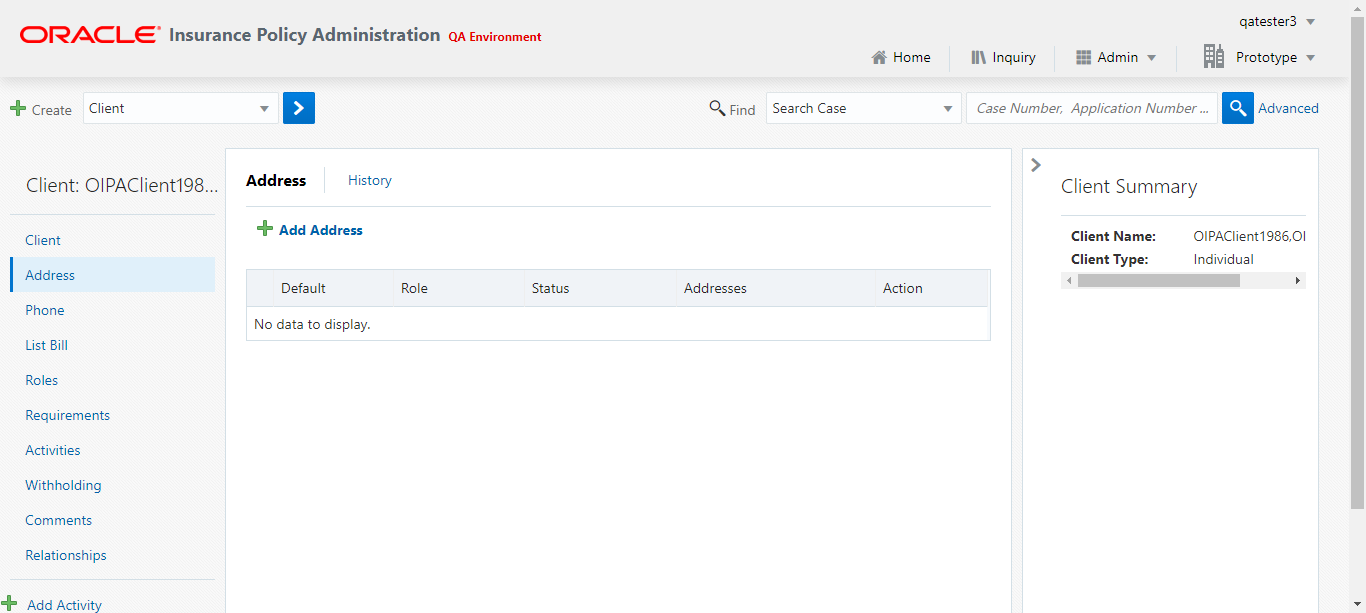 ORACLE Insurance Policy Administration QA Environment
qatester3
Home Inquiry Admin Prototype
Create Client
Find Search Case Case Number, Application Number ... Advanced
Client: OIPAClient198...
Client
Address
Phone
List Bill
Roles
Requirements
Activities
Withholding
Comments
Relationships
Add Activity
Address History
Add Address
Default Role Status Addresses Action
No data to display.
Client Summary
Client Name: OIPAClient1986,OI
Client Type: Individual